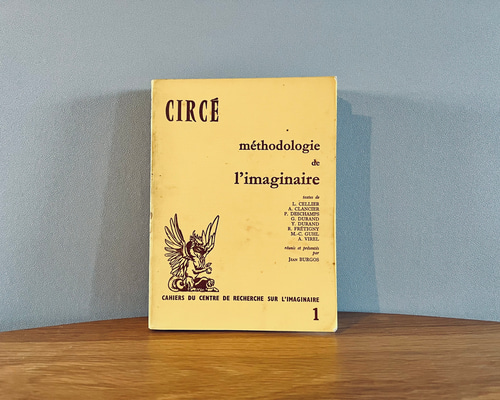 CIRCÉ
méthodologie
de
l'imaginaire
textes de
L. CELLIER
A. CLANCIER
P. DESCHAMPS
G. DURAND
Y. DURAND
R. FRÉTIGNY
M.-C. GUHL
A. VIREL
réunis et présentés
par
JEAN BURGOS
CAHIERS DU CENTRE DE RECHERCHE SUR L'IMAGINAIRE
1